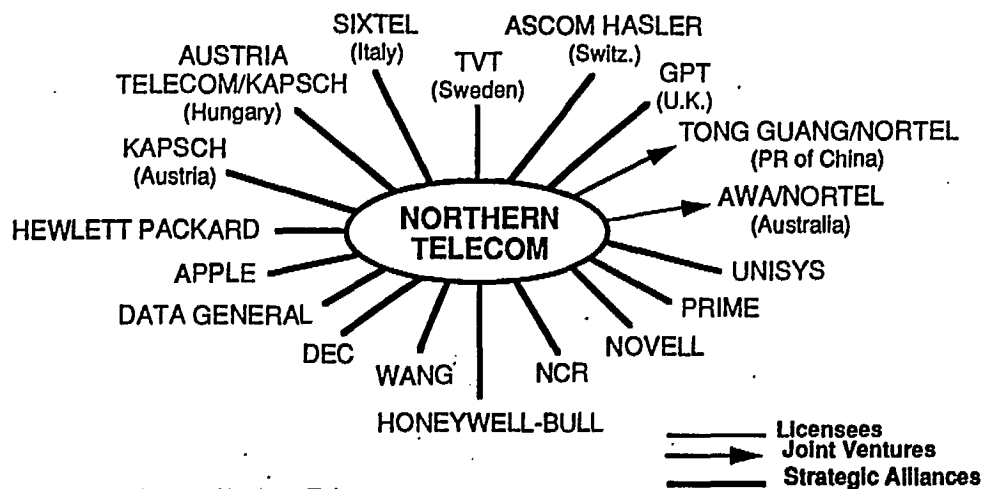 SIXTEL
(Italy)
ASCOM HASLER
(Switz.)
AUSTRIA
TELECOM/KAPSCH
(Hungary)
TVT
(Sweden)
GPT
(U.K.)
TONG GUANG/NORTEL
(PR of China)
KAPSCH
(Austria)
AWA/NORTEL
(Australia)
NORTHERN
TELECOM
HEWLETT PACKARD
APPLE
UNISYS
DATA GENERAL
PRIME
DEC
NOVELL
WANG
NCR
HONEYWELL-BULL
Licensees
Joint Ventures
Strategic Alliances